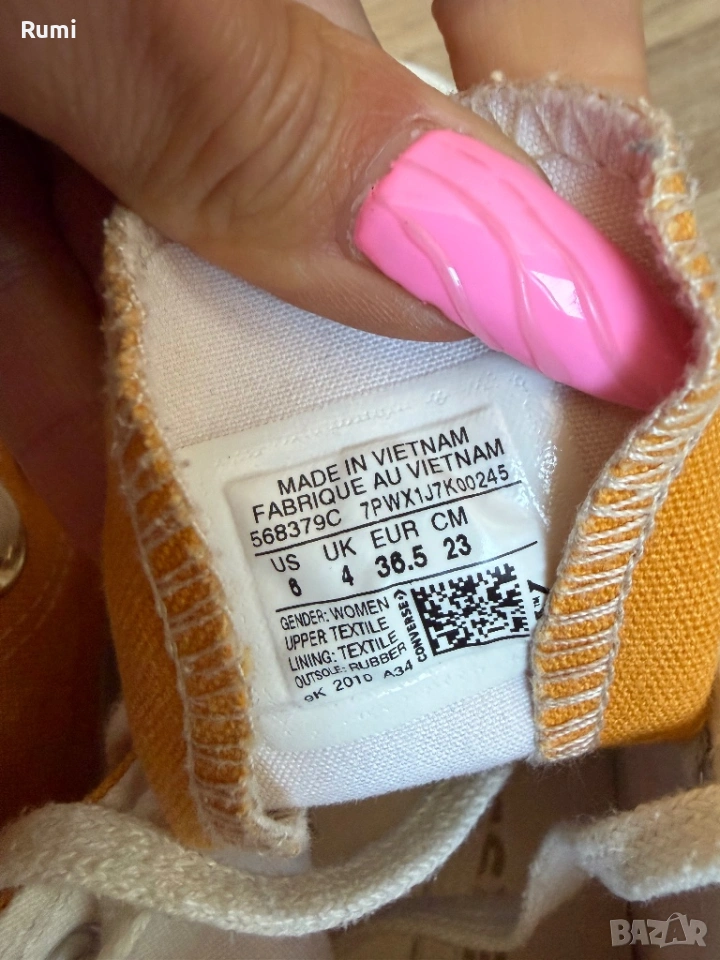 Rumi
MADE IN VIETNAM
FABRIQUE AU VIETNAM
568379C 7PWX1J7K00245
US UK EUR CM
6 4 36.5 23
GENDER: WOMEN
UPPER TEXTILE
LINING: TEXTILE
OUTSOLE: RUBBER
9K 2010 A34
CONVERSE
BAZAR